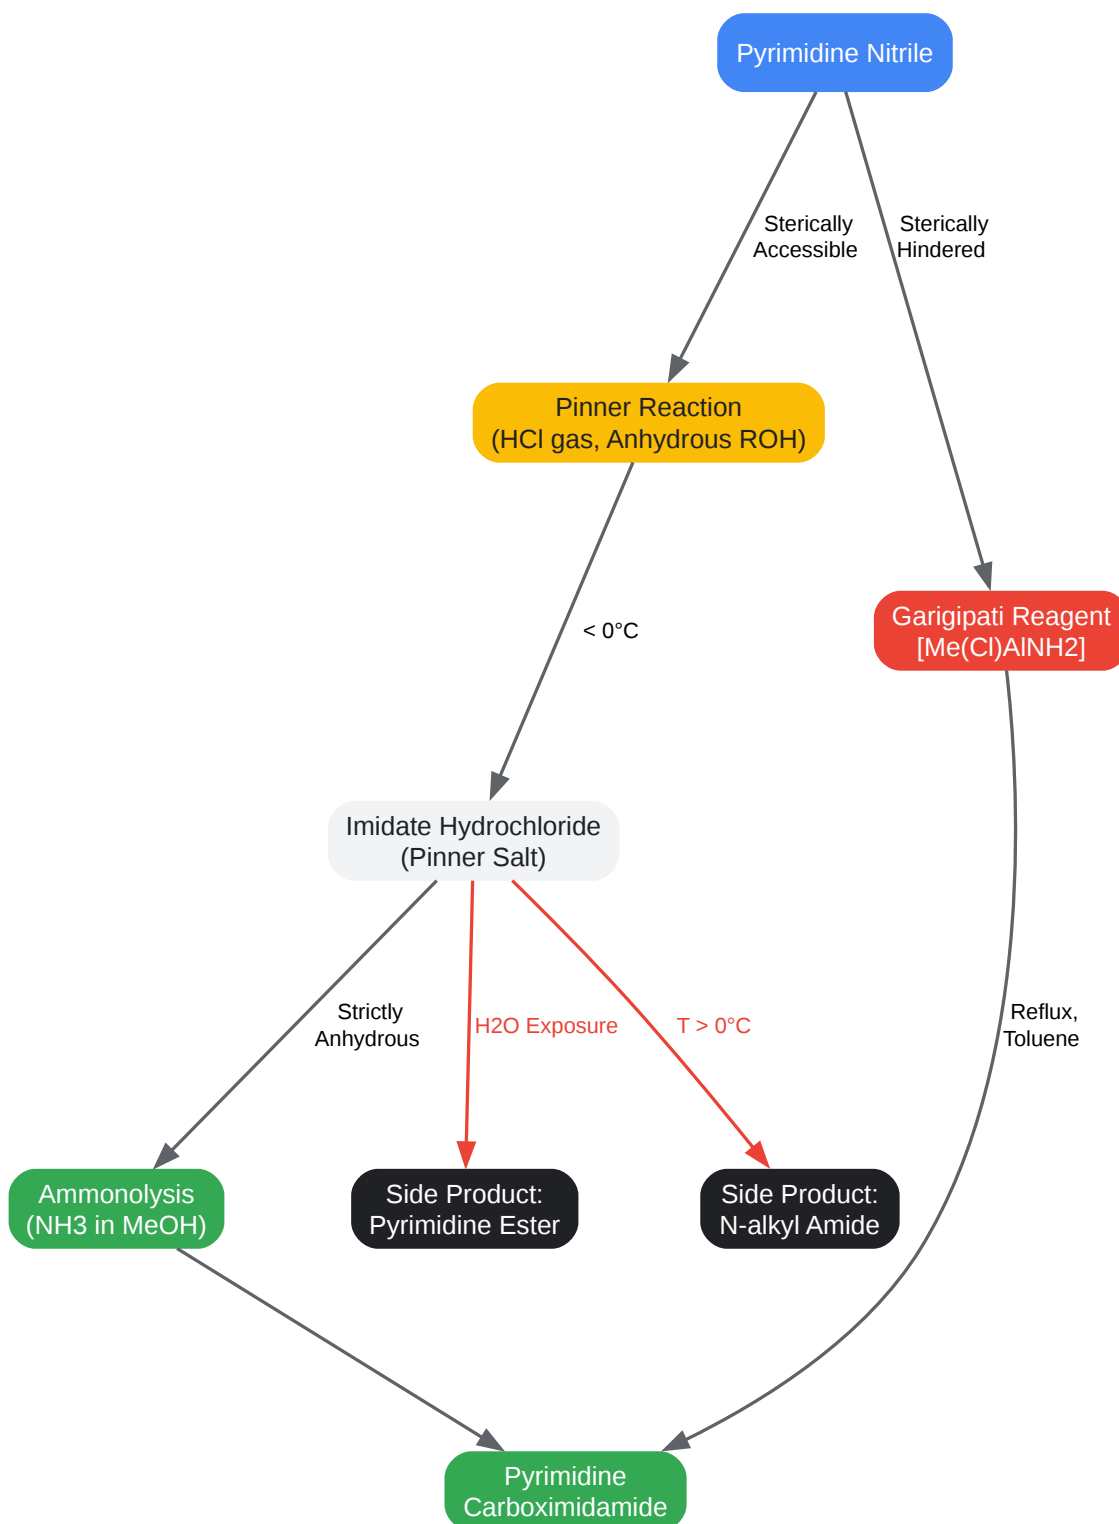 Pyrimidine Nitrile
Sterically
Accessible
Sterically
Hindered
Pinner Reaction
(HCl gas, Anhydrous ROH)
Garigipati Reagent
[Me(Cl)AlNH2]
< 0°C
Imidate Hydrochloride
(Pinner Salt)
Strictly
Anhydrous
H2O Exposure
T > 0°C
Reflux,
Toluene
Ammonolysis
(NH3 in MeOH)
Side Product:
Pyrimidine Ester
Side Product:
N-alkyl Amide
Pyrimidine
Carboximidamide